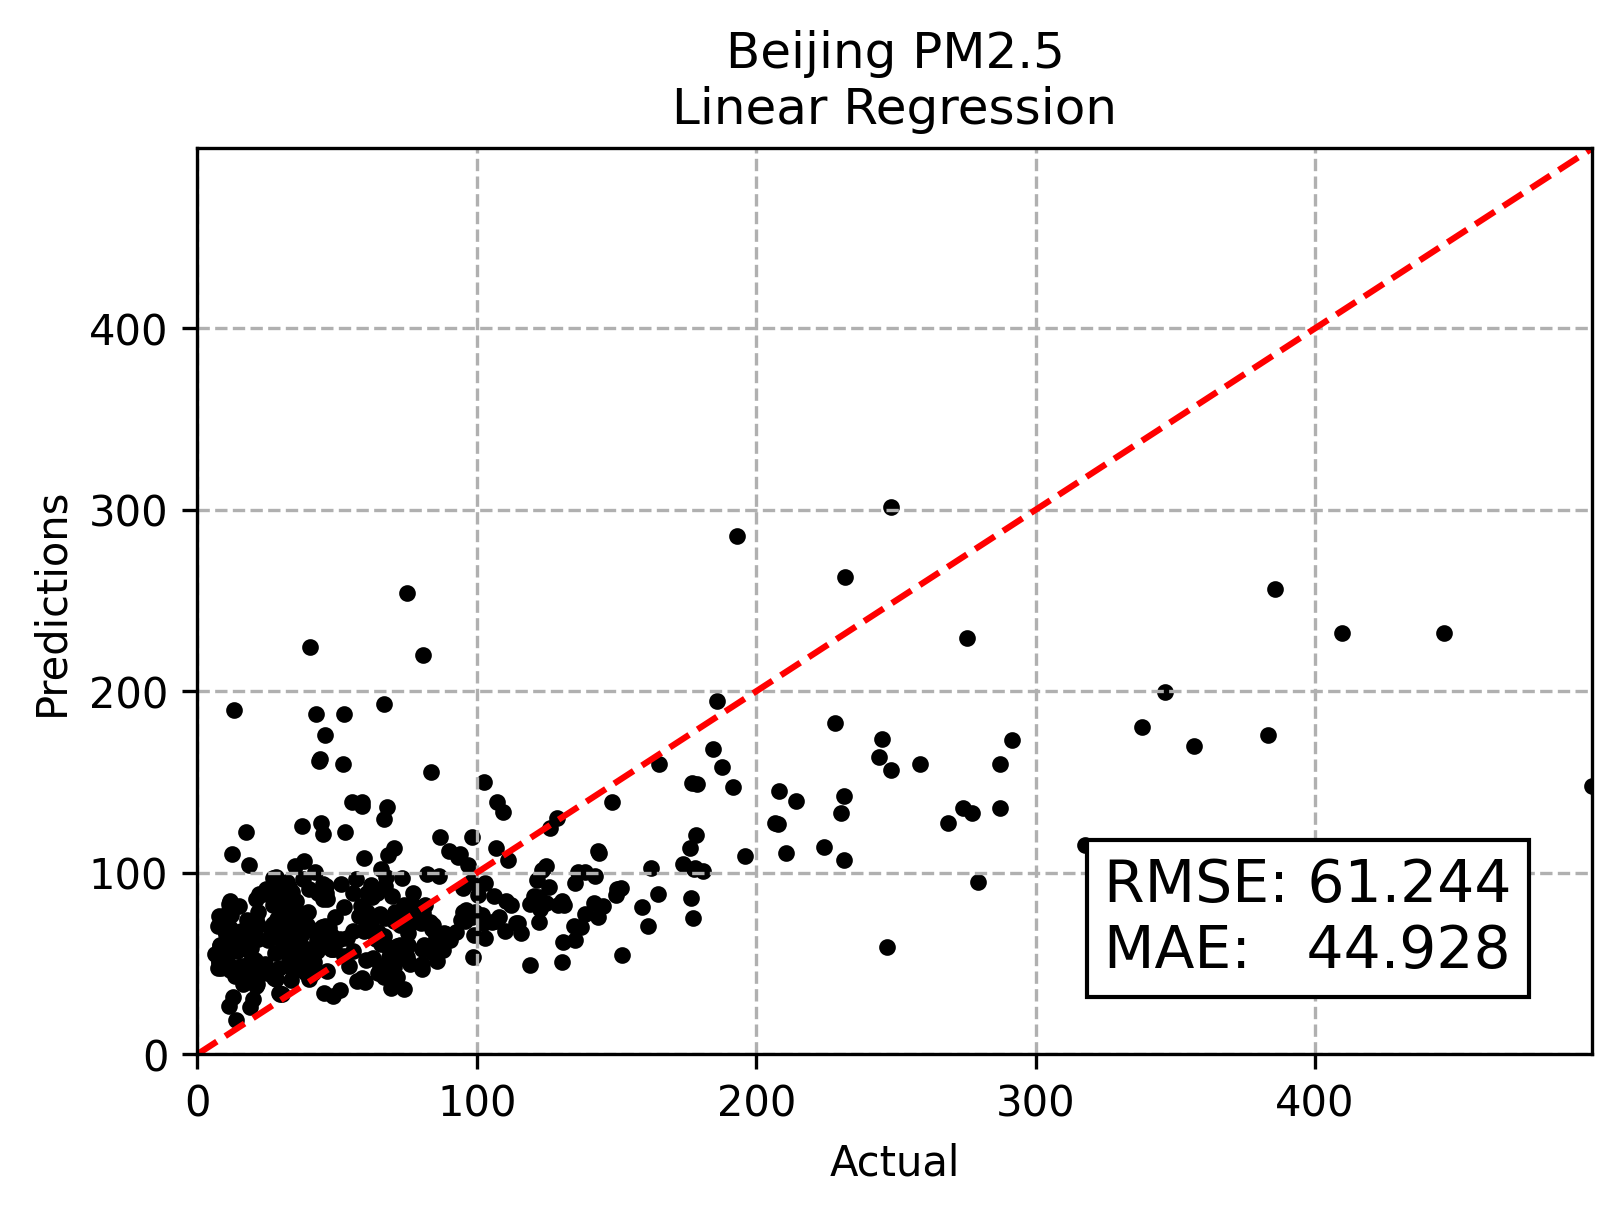 Beijing PM2.5
Linear Regression
Predictions
400
300
200
100
0
RMSE: 61.244
MAE: 44.928
0 100 200 300 400
Actual